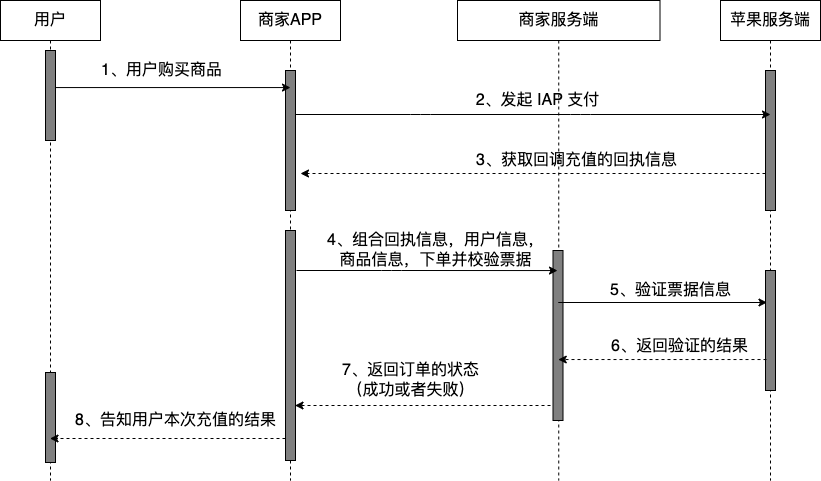 用户
商家APP
商家服务端
苹果服务端
1、用户购买商品
2、发起 IAP 支付
3、获取回调充值的回执信息
4、组合回执信息，用户信息，
商品信息，下单并校验票据
5、验证票据信息
6、返回验证的结果
7、返回订单的状态
（成功或者失败）
8、告知用户本次充值的结果